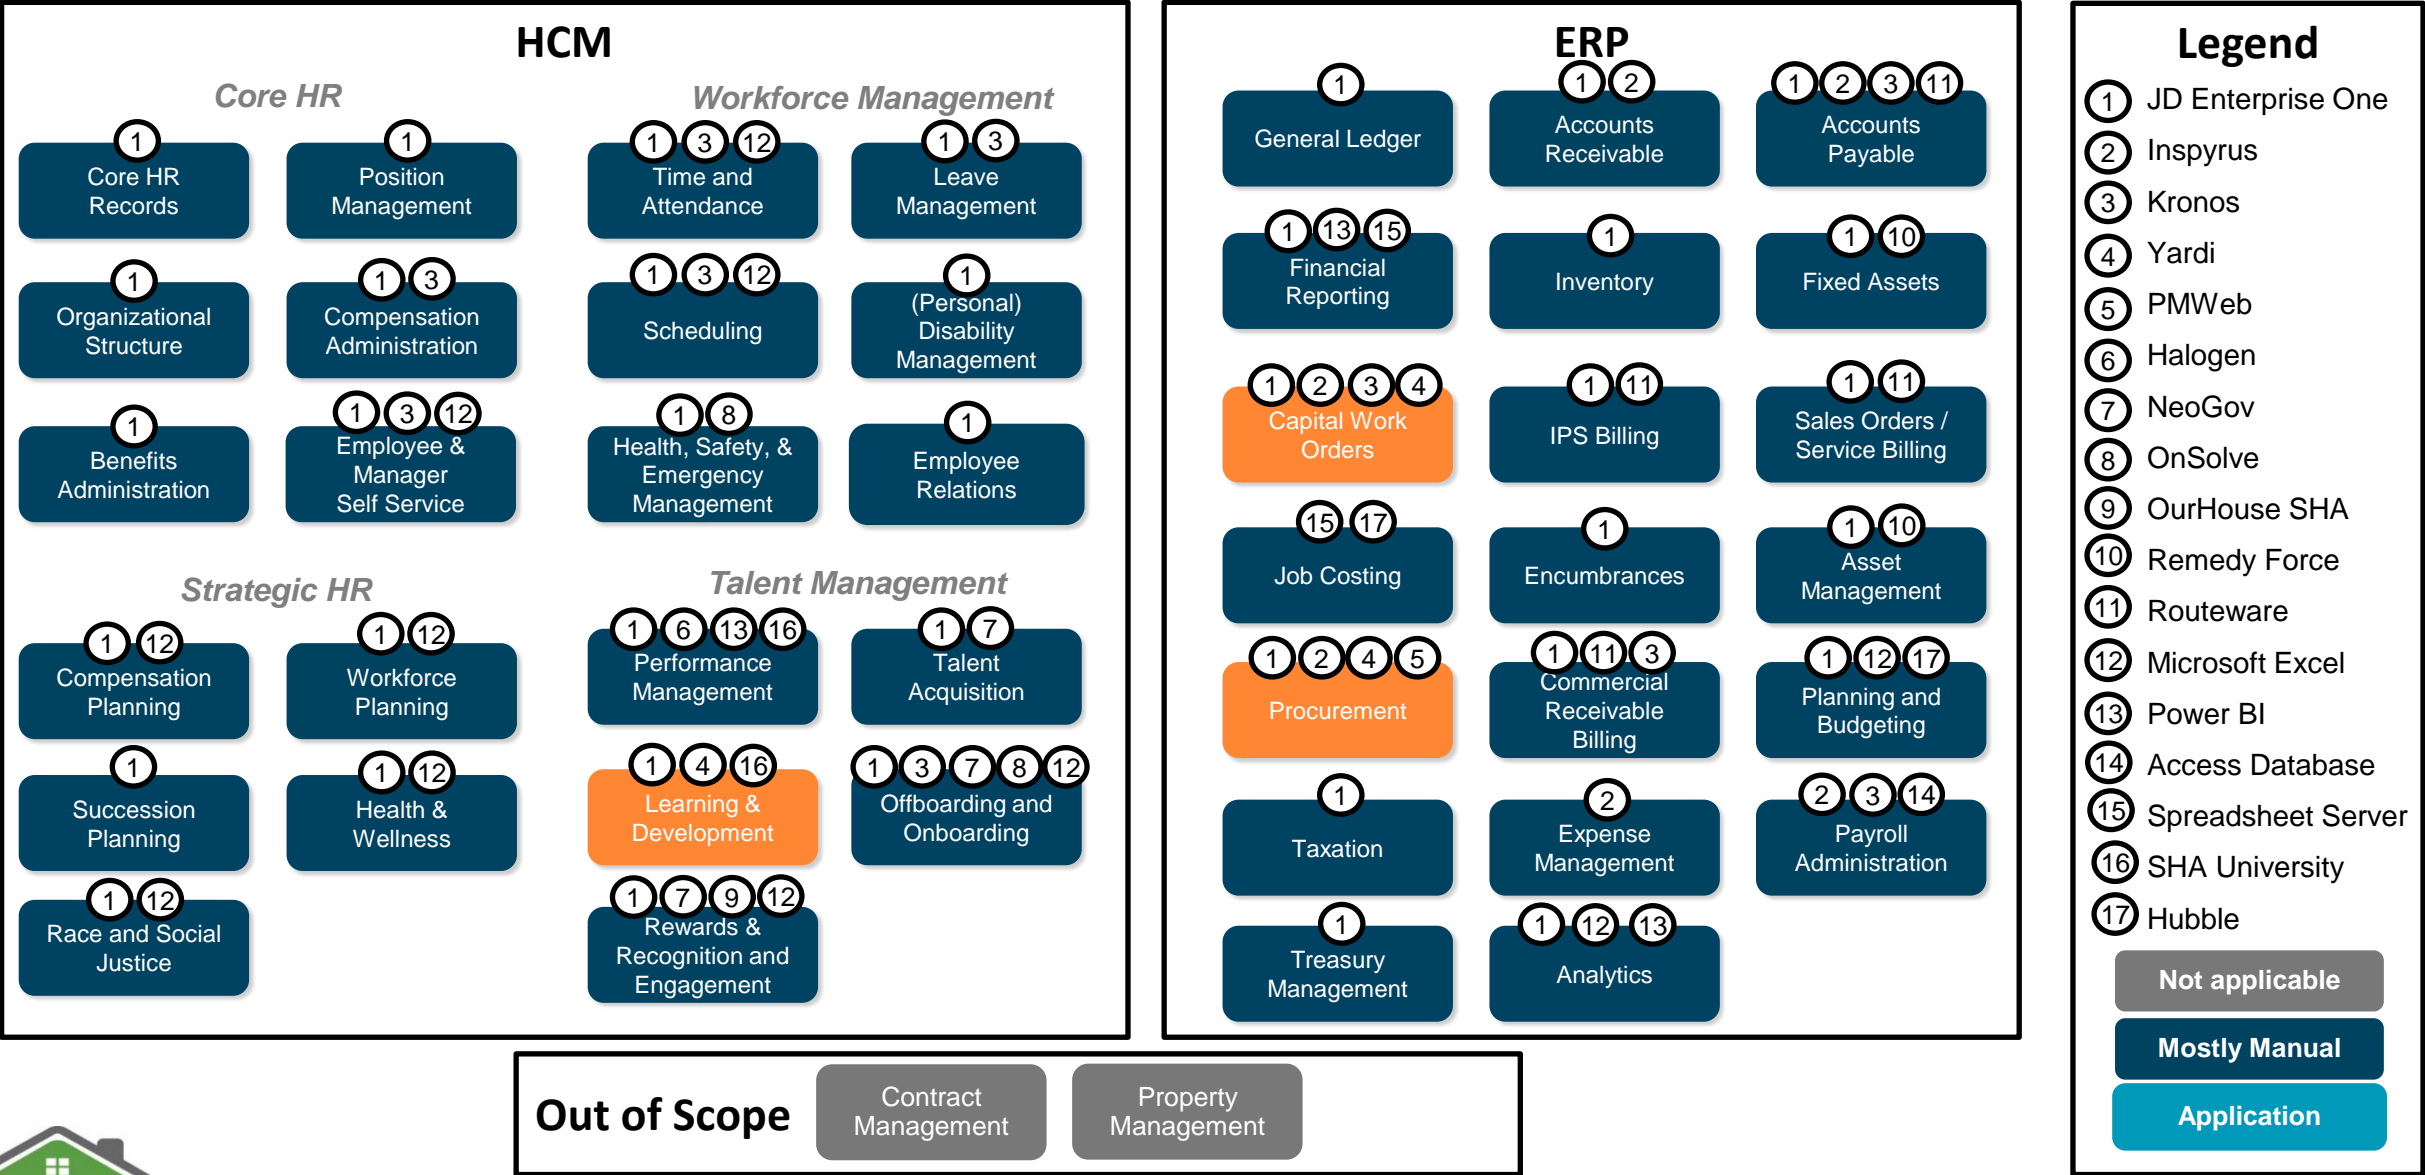 HCM
Core HR
1
Core HR
Records
1
Position
Management
1
Organizational
Structure
1 3
Compensation
Administration
1
Benefits
Administration
1 3 12
Employee &
Manager
Self Service
Workforce Management
1 3 12
Time and
Attendance
1 3
Leave
Management
1 3 12
Scheduling
1
(Personal)
Disability
Management
1 8
Health, Safety, &
Emergency
Management
1
Employee
Relations
Strategic HR
1 12
Compensation
Planning
1 12
Workforce
Planning
1
Succession
Planning
1 12
Health &
Wellness
1 12
Race and Social
Justice
Talent Management
1 6 13 16
Performance
Management
1 7
Talent
Acquisition
1 4 16
Learning &
Development
1 3 7 8 12
Offboarding and
Onboarding
1 7 9 12
Rewards &
Recognition and
Engagement
ERP
1
General Ledger
1 2
Accounts
Receivable
1 2 3 11
Accounts
Payable
1 13 15
Financial
Reporting
1
Inventory
1 10
Fixed Assets
1 2 3 4
Capital Work
Orders
1 11
IPS Billing
1 11
Sales Orders /
Service Billing
15 17
Job Costing
1
Encumbrances
1 10
Asset
Management
1 2 4 5
Procurement
1 11 3
Commercial
Receivable
Billing
1 12 17
Planning and
Budgeting
1
Taxation
2
Expense
Management
2 3 14
Payroll
Administration
1
Treasury
Management
1 12 13
Analytics
Legend
1 JD Enterprise One
2 Inspyrus
3 Kronos
4 Yardi
5 PMWeb
6 Halogen
7 NeoGov
8 OnSolve
9 OurHouse SHA
10 Remedy Force
11 Routeware
12 Microsoft Excel
13 Power BI
14 Access Database
15 Spreadsheet Server
16 SHA University
17 Hubble
Not applicable
Mostly Manual
Application
Out of Scope
Contract
Management
Property
Management